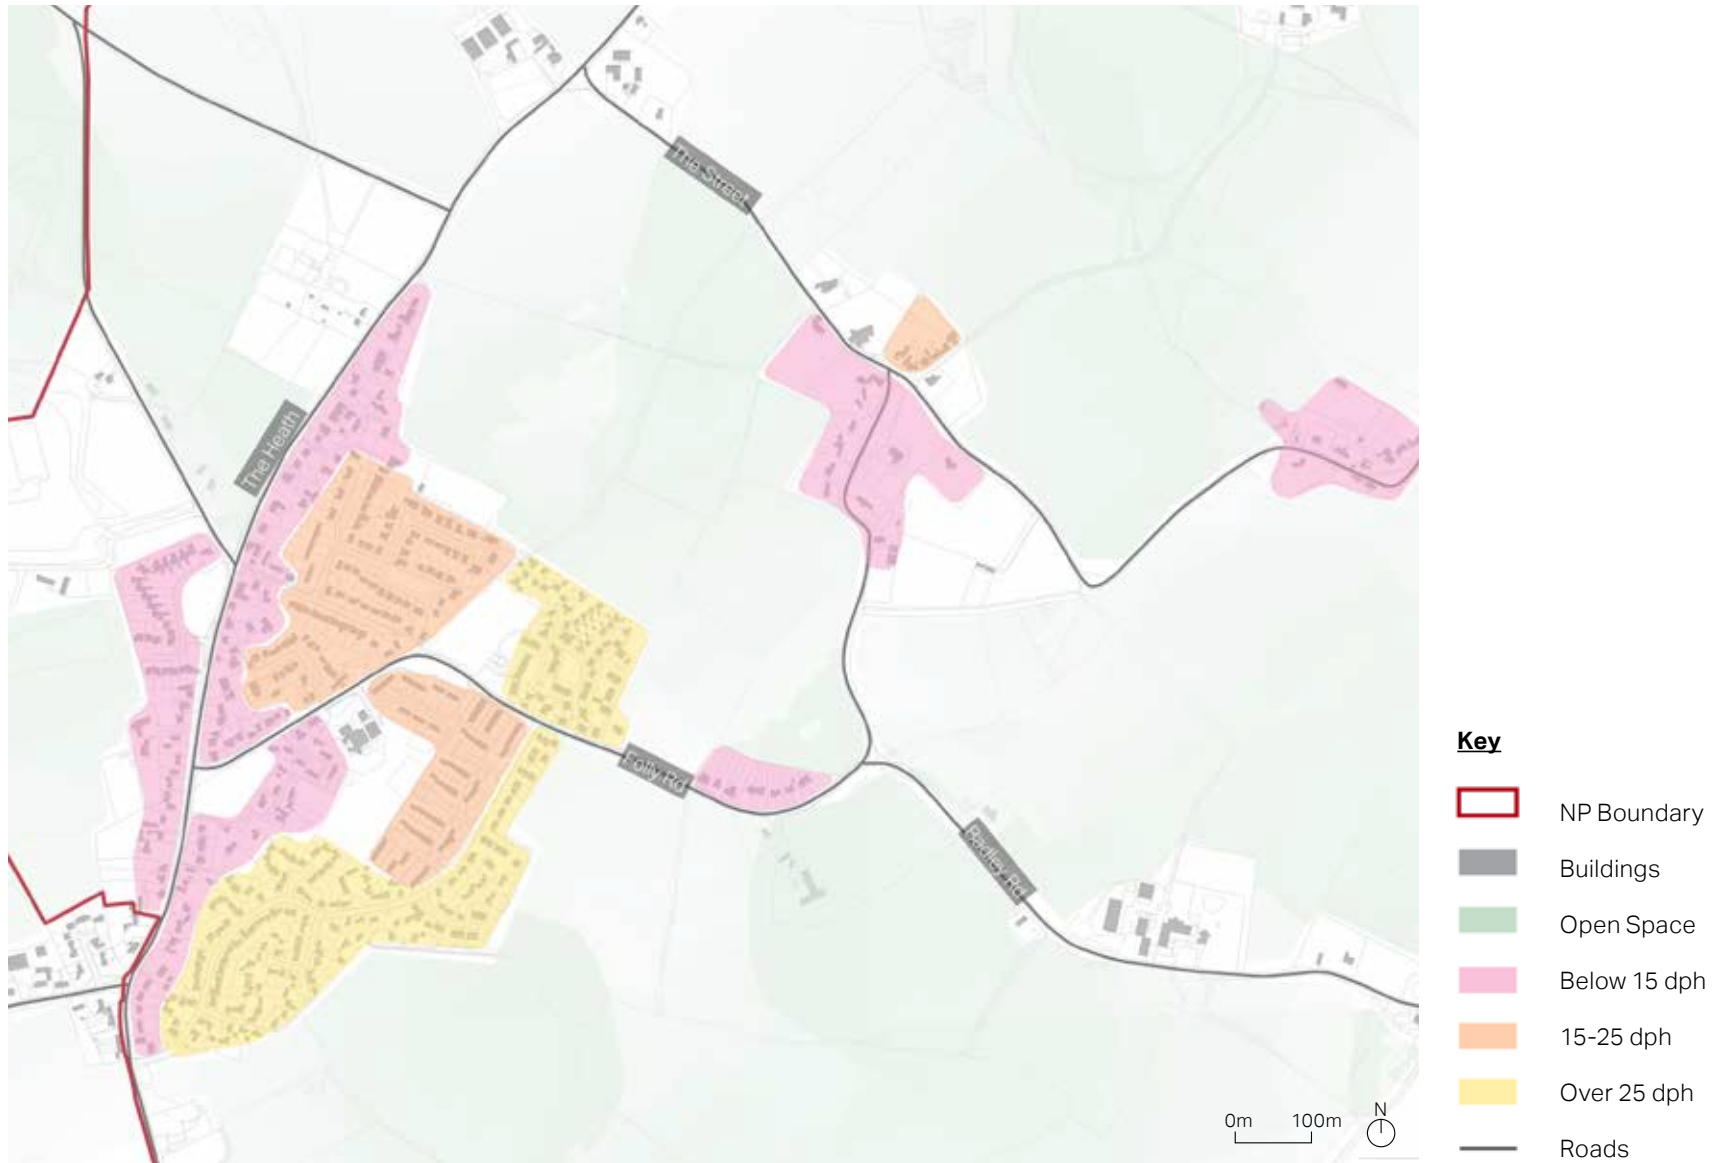 The Street
The Heath
Folly Rd
Radley Rd
Key
NP Boundary
Buildings
Open Space
Below 15 dph
15-25 dph
Over 25 dph
Roads
0m 100m
N